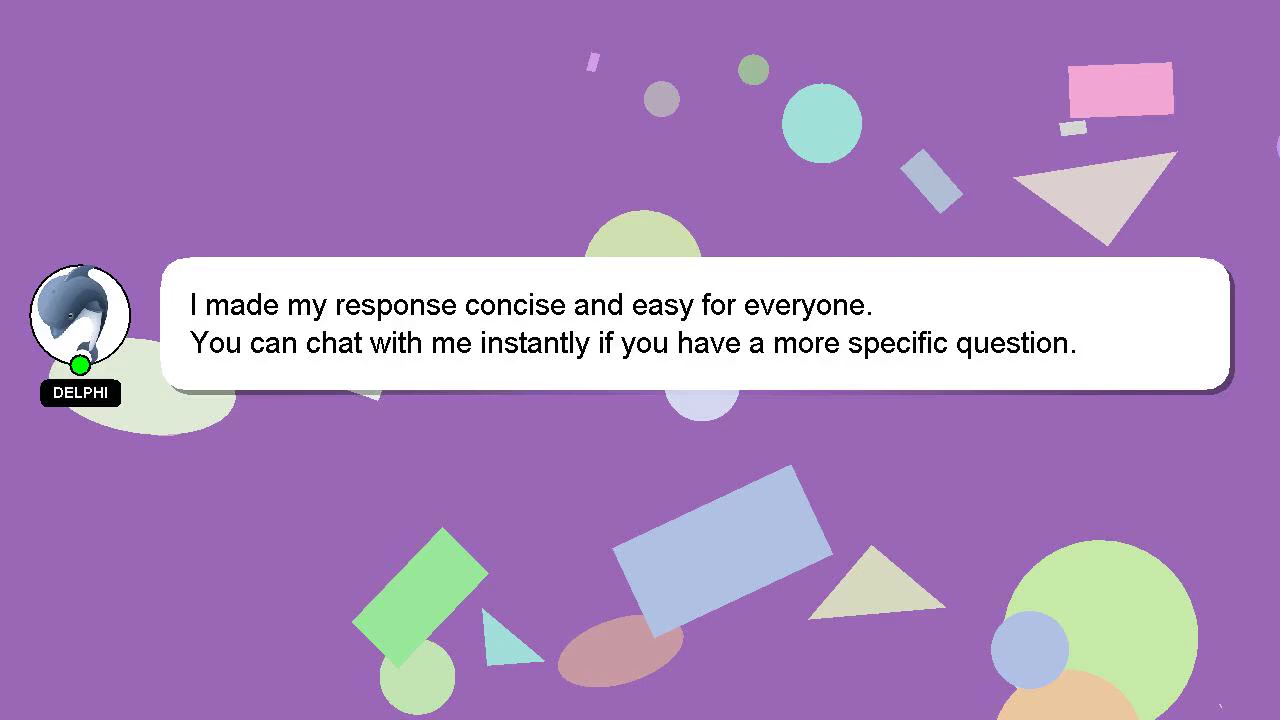 I made my response concise and easy for everyone.
You can chat with me instantly if you have a more specific question.
DELPHI